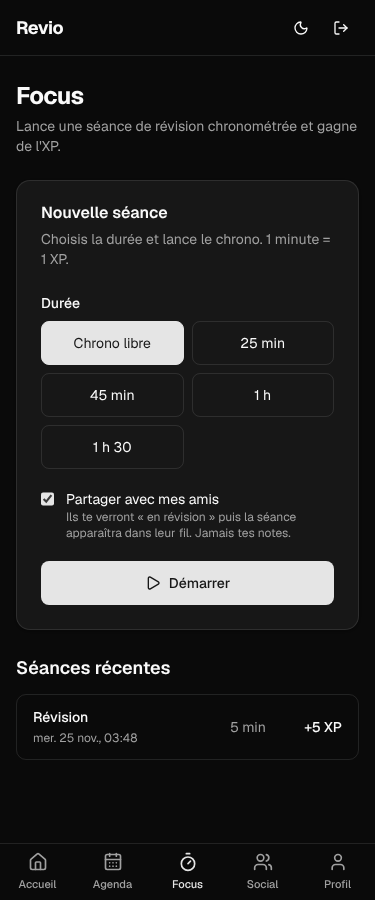 Revio
Focus
Lance une séance de révision chronométrée et gagne
de l'XP.
Nouvelle séance
Choisis la durée et lance le chrono. 1 minute =
1 XP.
Durée
Chrono libre
25 min
45 min
1 h
1 h 30
Partager avec mes amis
Ils te verront « en révision » puis la séance
apparaîtra dans leur fil. Jamais tes notes.
Démarrer
Séances récentes
Révision
mer. 25 nov., 03:48
5 min
+5 XP
Accueil
Agenda
Focus
Social
Profil